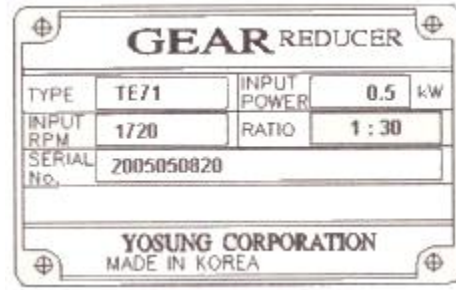 GEAR REDUCER
TYPE TE71 INPUT POWER 0.5 kW
INPUT RPM 1720 RATIO 1 : 30
SERIAL No. 2005050820
YOSUNG CORPORATION
MADE IN KOREA